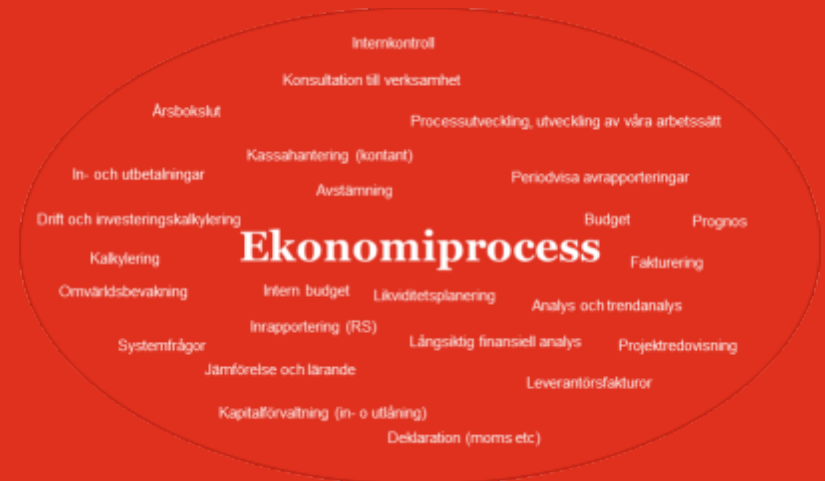 Internkontroll
Konsultation till verksamhet
Årsbokslut
Processutveckling, utveckling av våra arbetssätt
Kassahantering (kontant)
In- och utbetalningar
Periodvisa avrapporteringar
Avstämning
Drift och investeringskalkylering
Budget
Prognos
Ekonomiprocess
Kalkylering
Fakturering
Omvärldsbevakning
Intern budget
Likviditetsplanering
Analys och trendanalys
Inrapportering (RS)
Systemfrågor
Långsiktig finansiell analys
Projektredovisning
Jämförelse och lärande
Leverantörsfakturor
Kapitalförvaltning (in- o utlåning)
Deklaration (moms etc)